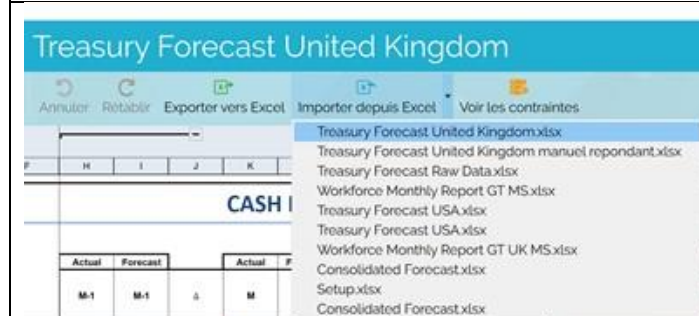 Treasury Forecast United Kingdom
Annuler Rétablir Exporter vers Excel Importer depuis Excel Voir les contraintes
Treasury Forecast United Kingdom.xlsx
Treasury Forecast United Kingdom manuel repondant.xlsx
Treasury Forecast Raw Data.xlsx
Workforce Monthly Report GT MS.xlsx
Treasury Forecast USA.xlsx
Treasury Forecast USA.xlsx
Workforce Monthly Report GT UK MS.xlsx
Consolidated Forecast.xlsx
Setup.xlsx
Consolidated Forecast.xlsx
H I J K
CASH
Actual Forecast Actual
M-1 M-1 Δ M